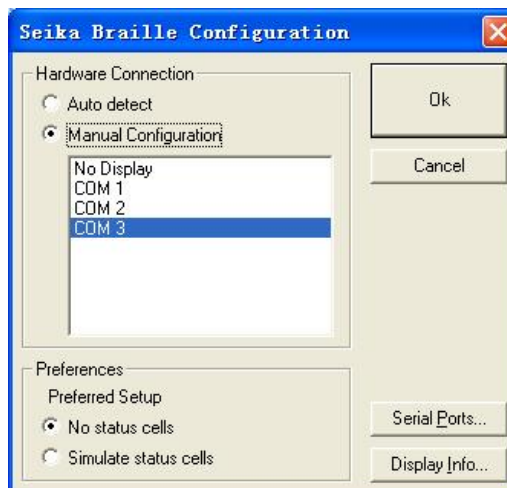 Seika Braille Configuration
Hardware Connection
Auto detect
Manual Configuration
No Display
COM 1
COM 2
COM 3
Preferences
Preferred Setup
No status cells
Simulate status cells
Ok
Cancel
Serial Ports...
Display Info...